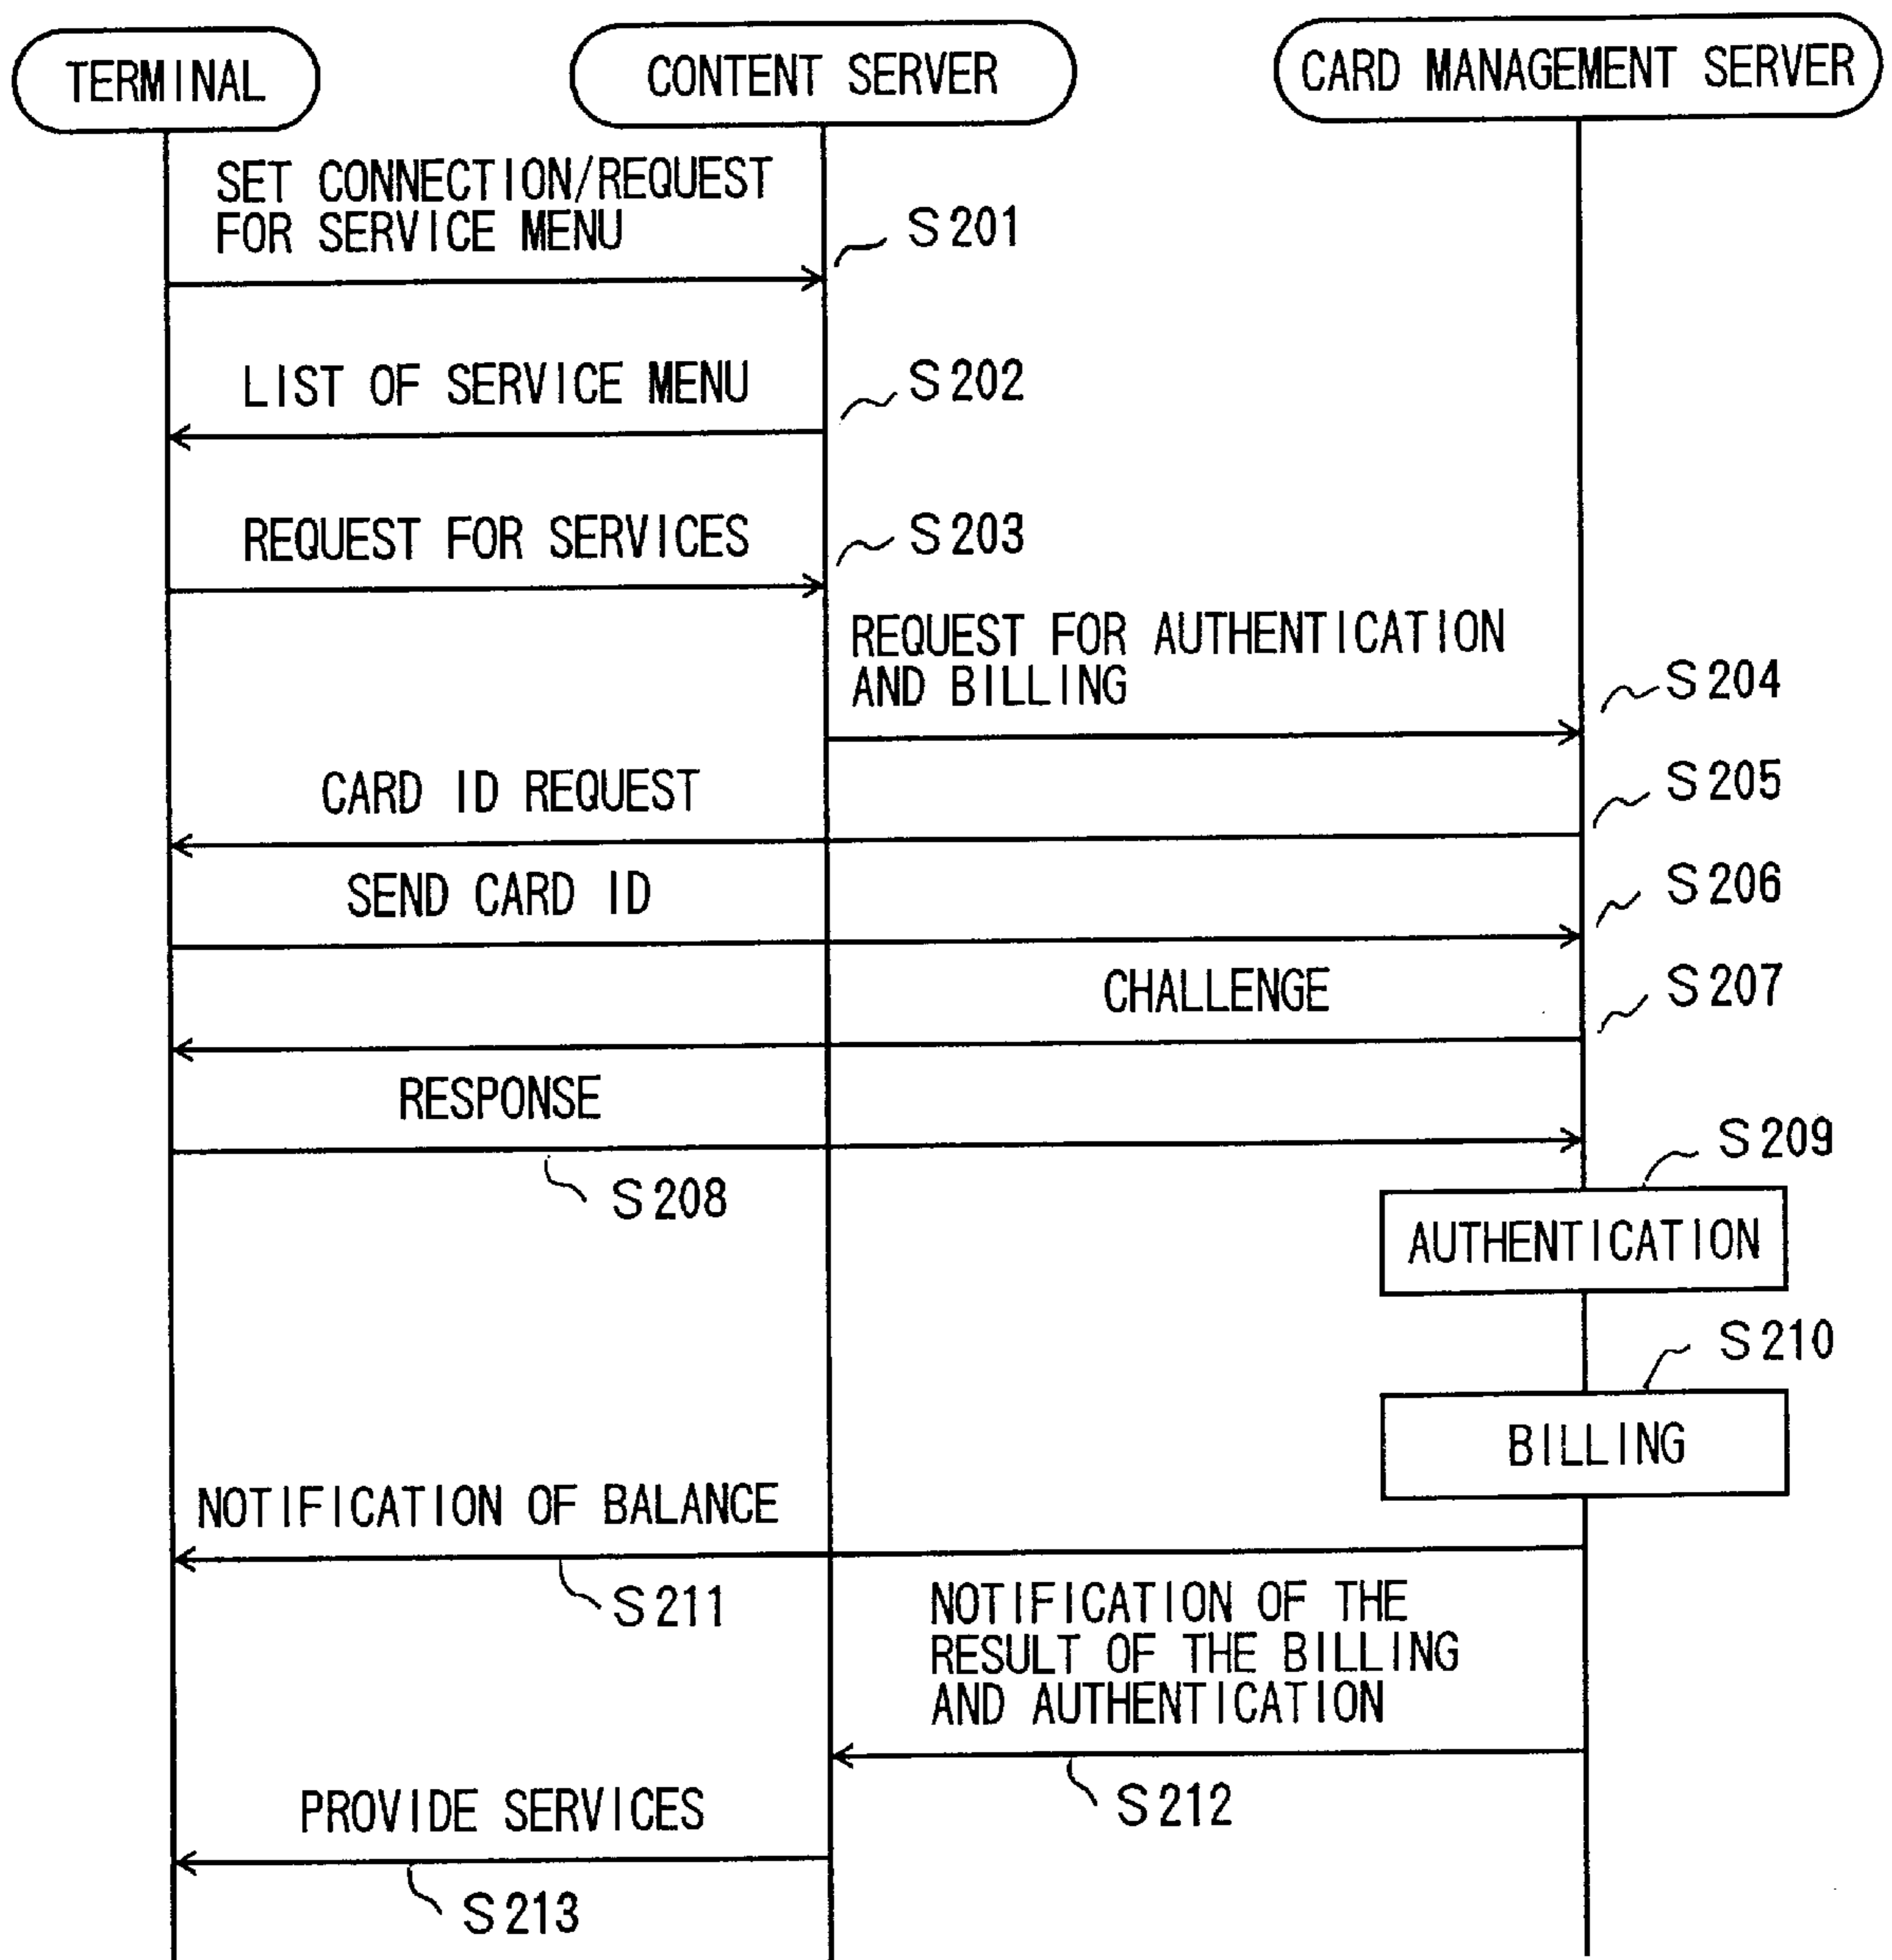 TERMINAL
CONTENT SERVER
CARD MANAGEMENT SERVER
SET CONNECTION/REQUEST
FOR SERVICE MENU
S201
LIST OF SERVICE MENU
S202
REQUEST FOR SERVICES
S203
REQUEST FOR AUTHENTICATION
AND BILLING
S204
CARD ID REQUEST
S205
SEND CARD ID
S206
CHALLENGE
S207
RESPONSE
S208
S209
AUTHENTICATION
S210
BILLING
NOTIFICATION OF BALANCE
S211
NOTIFICATION OF THE
RESULT OF THE BILLING
AND AUTHENTICATION
S212
PROVIDE SERVICES
S213